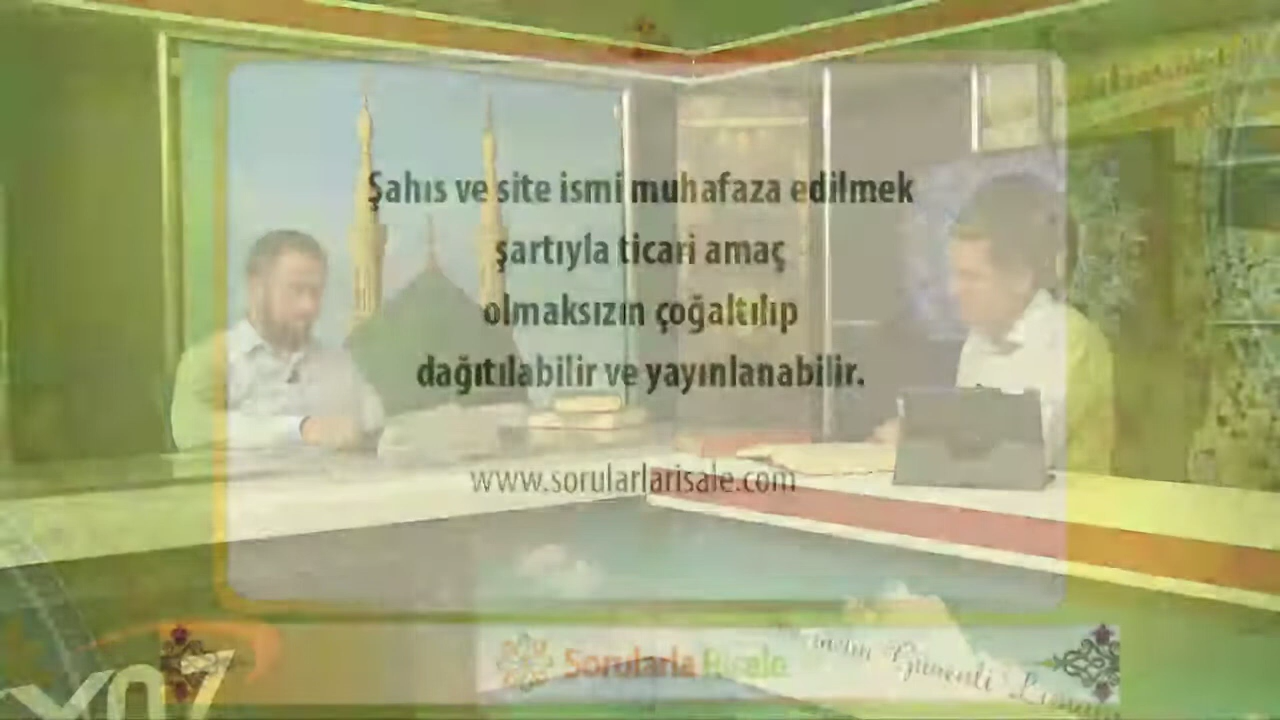 Şahıs ve site ismi muhafaza edilmek
şartıyla ticari amaç
olmaksızın çoğaltılıp
dağıtılabilir ve yayınlanabilir.
www.sorularlarisale.com
Sorularla Risale